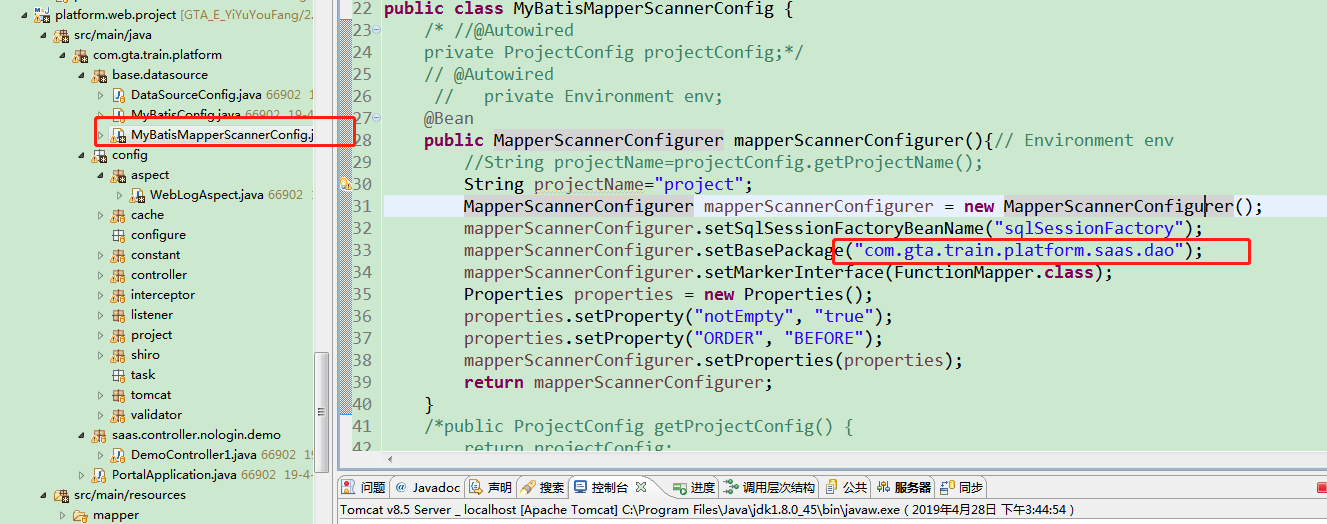 platform.web.project [GTA_E_YiYuYouFang/2.
src/main/java
com.gta.train.platform
base.datasource
DataSourceConfig.java 66902 1
MyBatisConfig.java 66902 19-4
MyBatisMapperScannerConfig.j
config
aspect
WebLogAspect.java 66902 1
cache
configure
constant
controller
interceptor
listener
project
shiro
task
tomcat
validator
saas.controller.nologin.demo
DemoController1.java 66902 19
PortalApplication.java 66902 19-4-
src/main/resources
mapper
22 public class MyBatisMapperScannerConfig {
23 /* //@Autowired
24 private ProjectConfig projectConfig;*/
25 // @Autowired
26 // private Environment env;
27 @Bean
28 public MapperScannerConfigurer mapperScannerConfigurer(){// Environment env
29 //String projectName=projectConfig.getProjectName();
30 String projectName="project";
31 MapperScannerConfigurer mapperScannerConfigurer = new MapperScannerConfigurer();
32 mapperScannerConfigurer.setSqlSessionFactoryBeanName("sqlSessionFactory");
33 mapperScannerConfigurer.setBasePackage("com.gta.train.platform.saas.dao");
34 mapperScannerConfigurer.setMarkerInterface(FunctionMapper.class);
35 Properties properties = new Properties();
36 properties.setProperty("notEmpty", "true");
37 properties.setProperty("ORDER", "BEFORE");
38 mapperScannerConfigurer.setProperties(properties);
39 return mapperScannerConfigurer;
40 }
41 /*public ProjectConfig getProjectConfig() {
42 return projectConfig;
问题 @ Javadoc 声明 搜索 控制台 进度 调用层次结构 公共 服务器 同步
Tomcat v8.5 Server _ localhost [Apache Tomcat] C:\Program Files\Java\jdk1.8.0_45\bin\javaw.exe ( 2019年4月28日 下午3:44:54 )